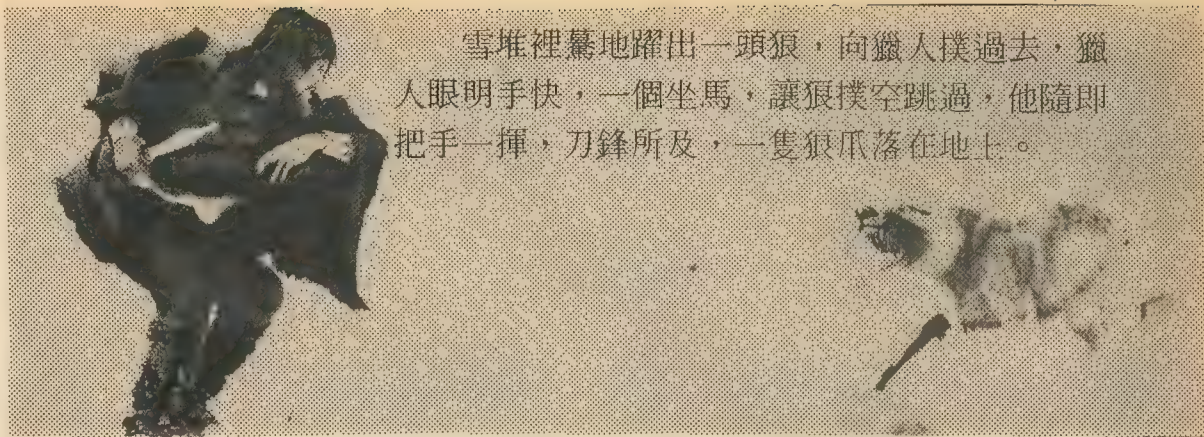 雪堆裡驀地躍出一頭狼，向獵人撲過去，獵
人眼明手快，一個坐馬，讓狼撲空跳過，他隨即
把手一揮，刀鋒所及，一隻狼爪落在地上。